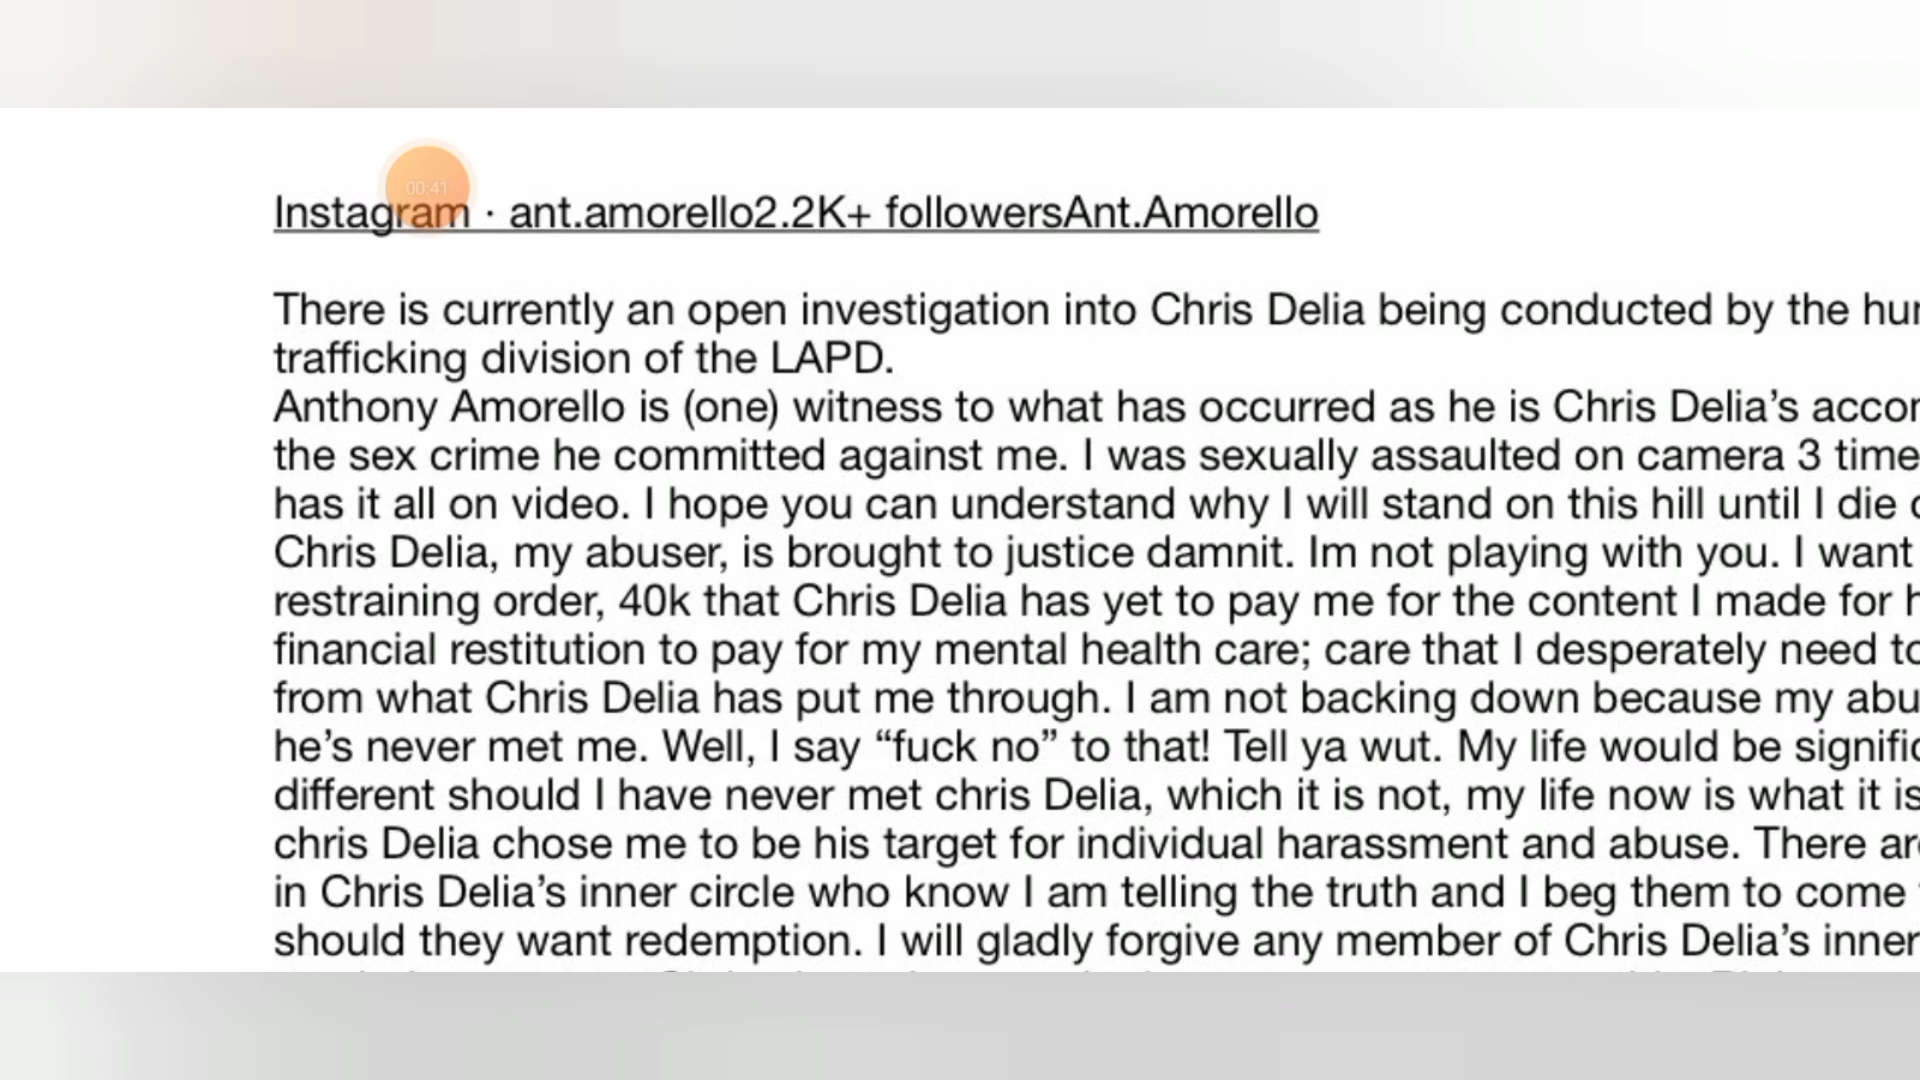 00:41
Instagram · ant.amorello2.2K+ followersAnt.Amorello
There is currently an open investigation into Chris Delia being conducted by the
trafficking division of the LAPD.
Anthony Amorello is (one) witness to what has occurred as he is Chris Delia’s
the sex crime he committed against me. I was sexually assaulted on camera 3
has it all on video. I hope you can understand why I will stand on this hill until I die
Chris Delia, my abuser, is brought to justice damnit. Im not playing with you. I want
restraining order, 40k that Chris Delia has yet to pay me for the content I made for
financial restitution to pay for my mental health care; care that I desperately need
from what Chris Delia has put me through. I am not backing down because my
he’s never met me. Well, I say “fuck no” to that! Tell ya wut. My life would be
different should I have never met chris Delia, which it is not, my life now is what it is
chris Delia chose me to be his target for individual harassment and abuse. There
in Chris Delia’s inner circle who know I am telling the truth and I beg them to come
should they want redemption. I will gladly forgive any member of Chris Delia’s inner